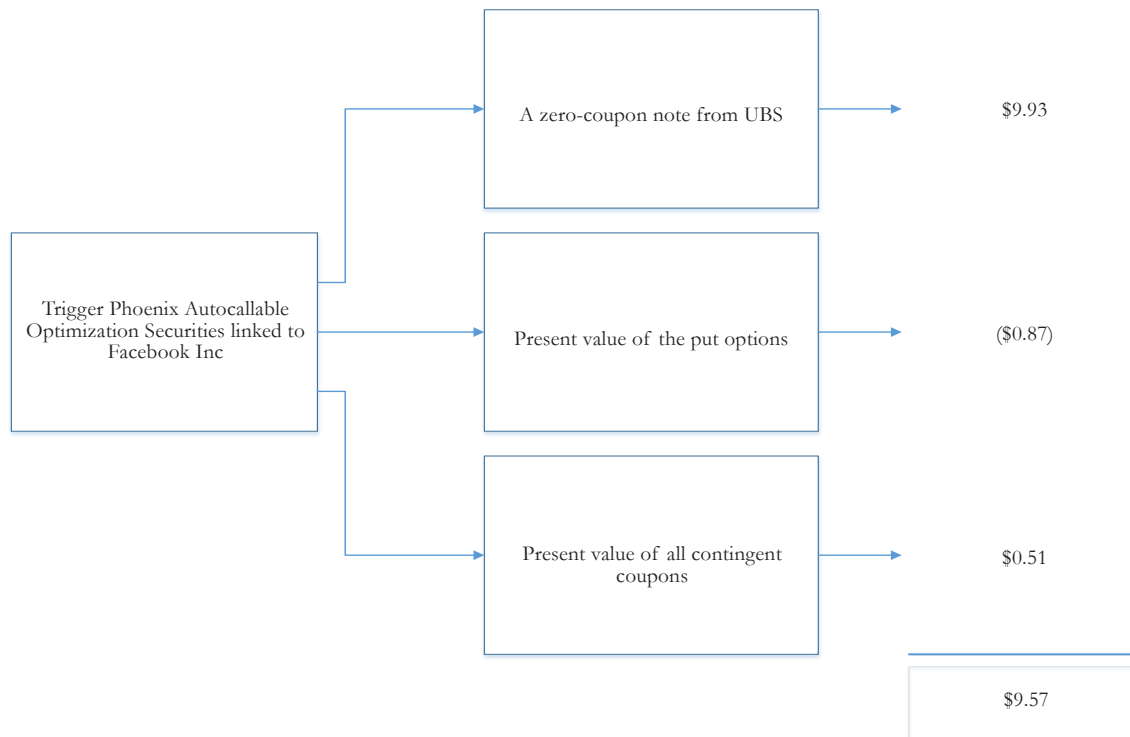 A zero-coupon note from UBS
$9.93
Trigger Phoenix Autocallable
Optimization Securities linked to
Facebook Inc
Present value of the put options
($0.87)
Present value of all contingent
coupons
$0.51
$9.57